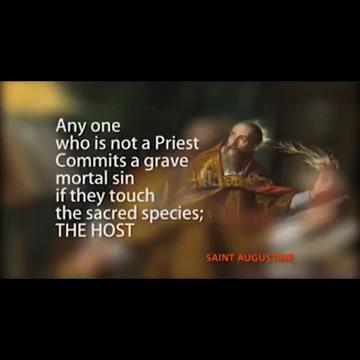 Any one
who is not a Priest
Commits a grave
mortal sin
if they touch
the sacred species;
THE HOST
SAINT AUGUSTINE